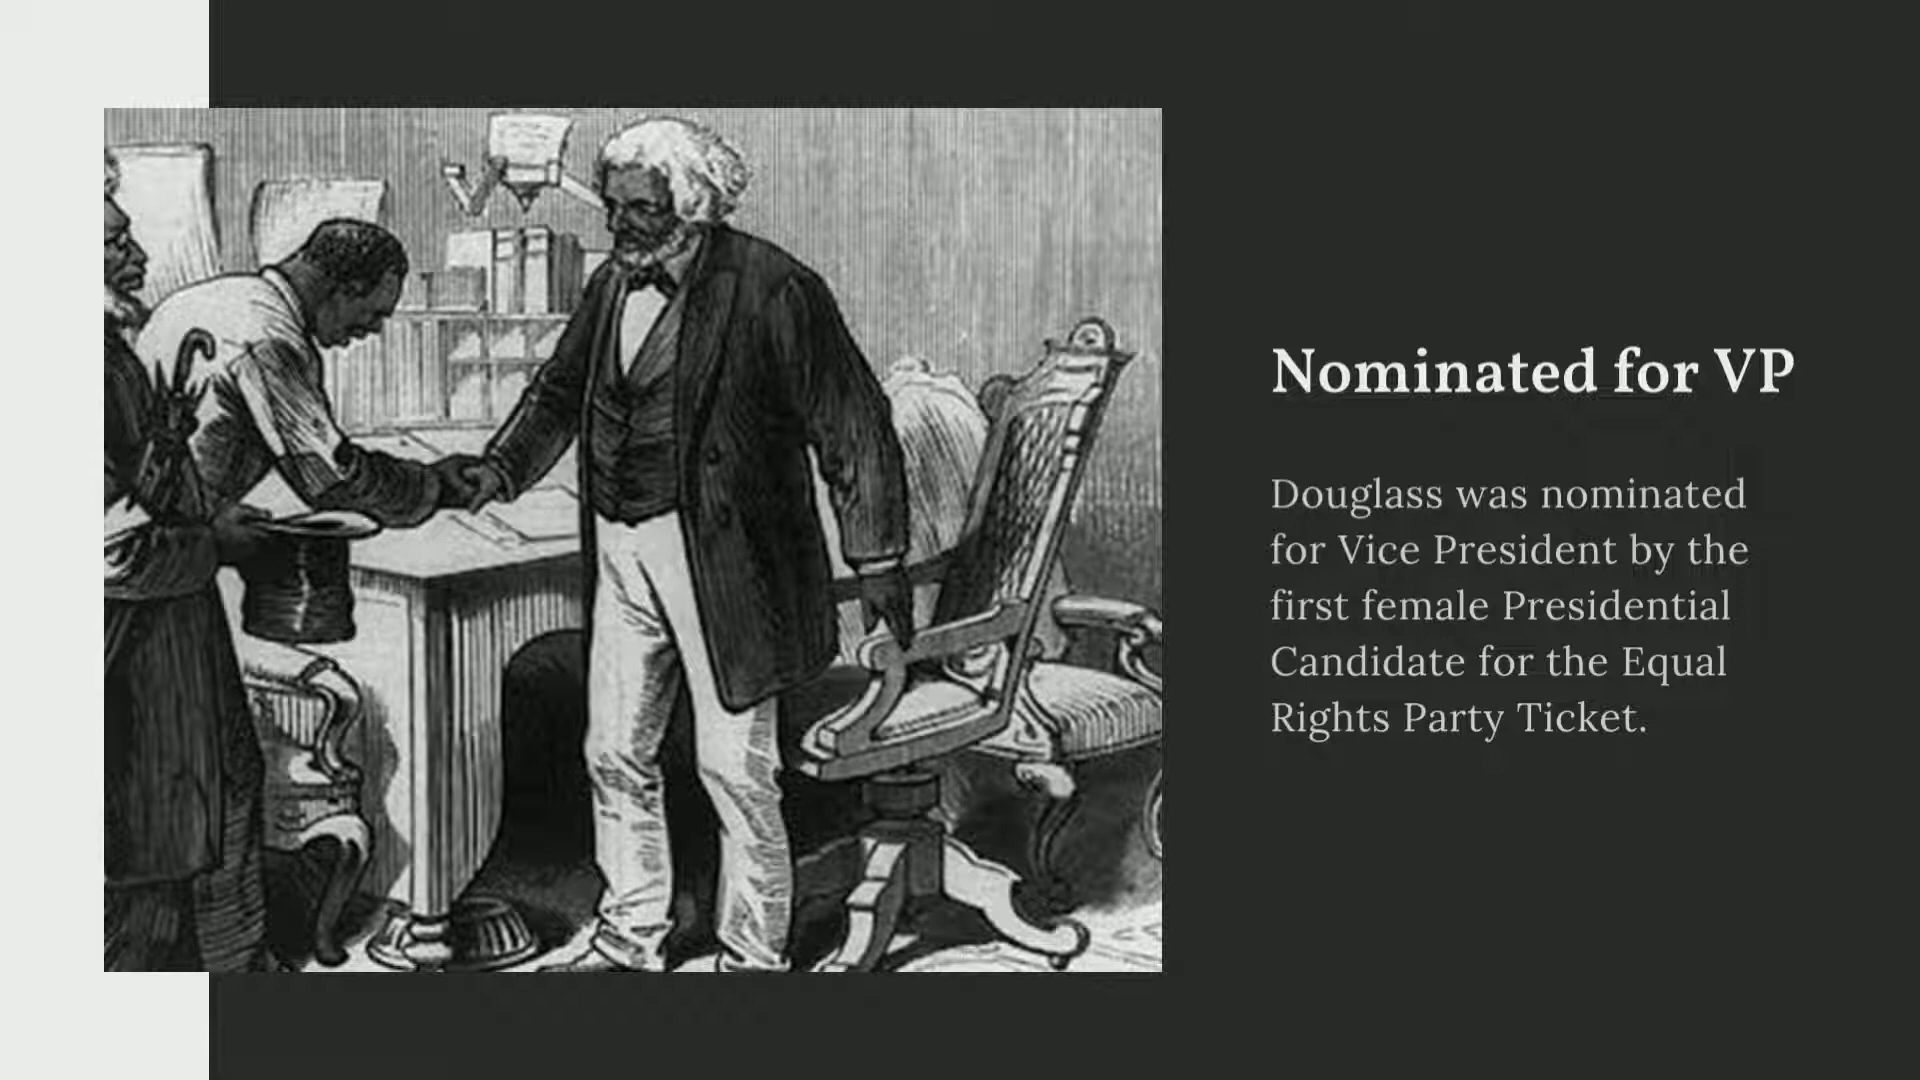 Nominated for VP
Douglass was nominated
for Vice President by the
first female Presidential
Candidate for the Equal
Rights Party Ticket.